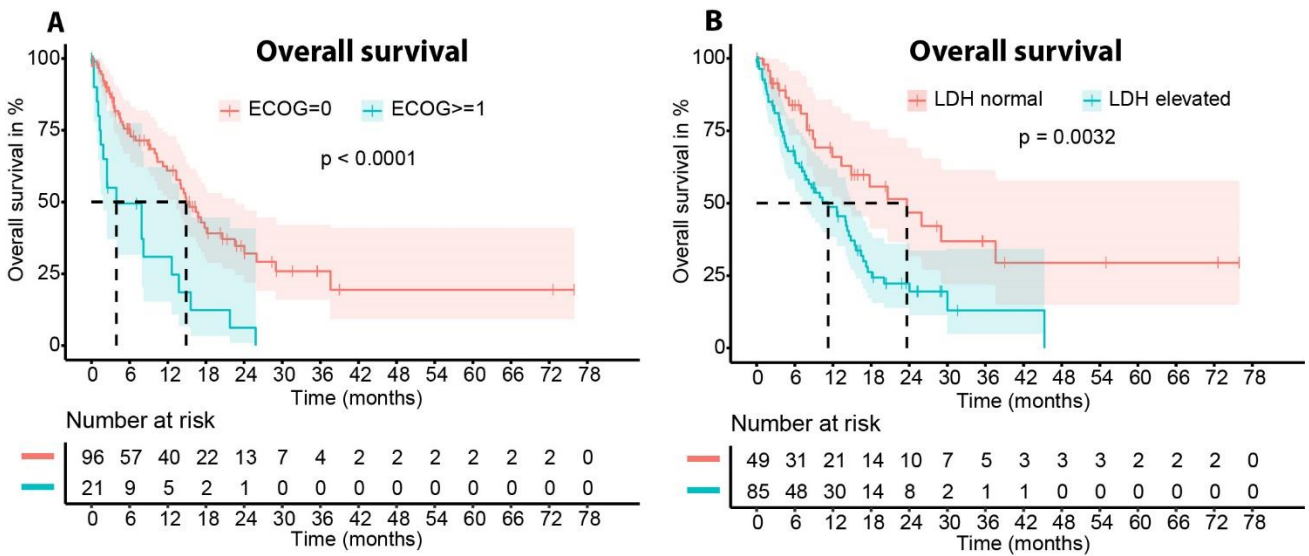 A
Overall survival
Overall survival in %
100
75
50
25
0
ECOG=0 ECOG>=1
p < 0.0001
0 6 12 18 24 30 36 42 48 54 60 66 72 78
Time (months)
Number at risk
96 57 40 22 13 7 4 2 2 2 2 2 2 0
21 9 5 2 1 0 0 0 0 0 0 0 0 0
0 6 12 18 24 30 36 42 48 54 60 66 72 78
Time (months)
B
Overall survival
Overall survival in %
100
75
50
25
0
LDH normal LDH elevated
p = 0.0032
0 6 12 18 24 30 36 42 48 54 60 66 72 78
Time (months)
Number at risk
49 31 21 14 10 7 5 3 3 3 2 2 2 0
85 48 30 14 8 2 1 1 0 0 0 0 0 0
0 6 12 18 24 30 36 42 48 54 60 66 72 78
Time (months)